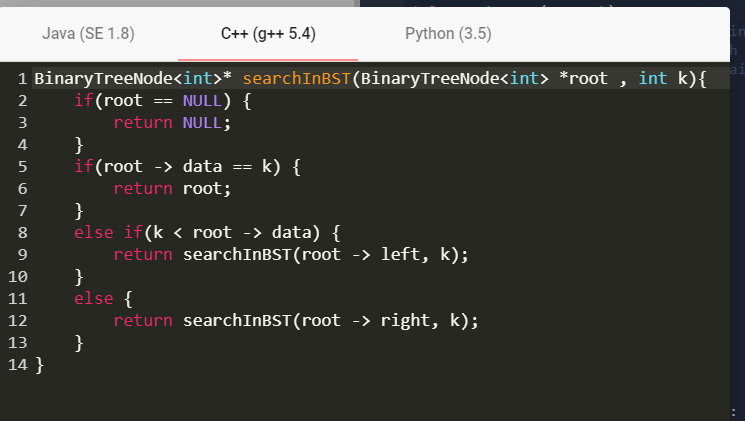 Java (SE 1.8) C++ (g++ 5.4) Python (3.5)
1 BinaryTreeNode<int>* searchInBST(BinaryTreeNode<int> *root , int k){
2     if(root == NULL) {
3         return NULL;
4     }
5     if(root -> data == k) {
6         return root;
7     }
8     else if(k < root -> data) {
9         return searchInBST(root -> left, k);
10     }
11     else {
12         return searchInBST(root -> right, k);
13     }
14 }